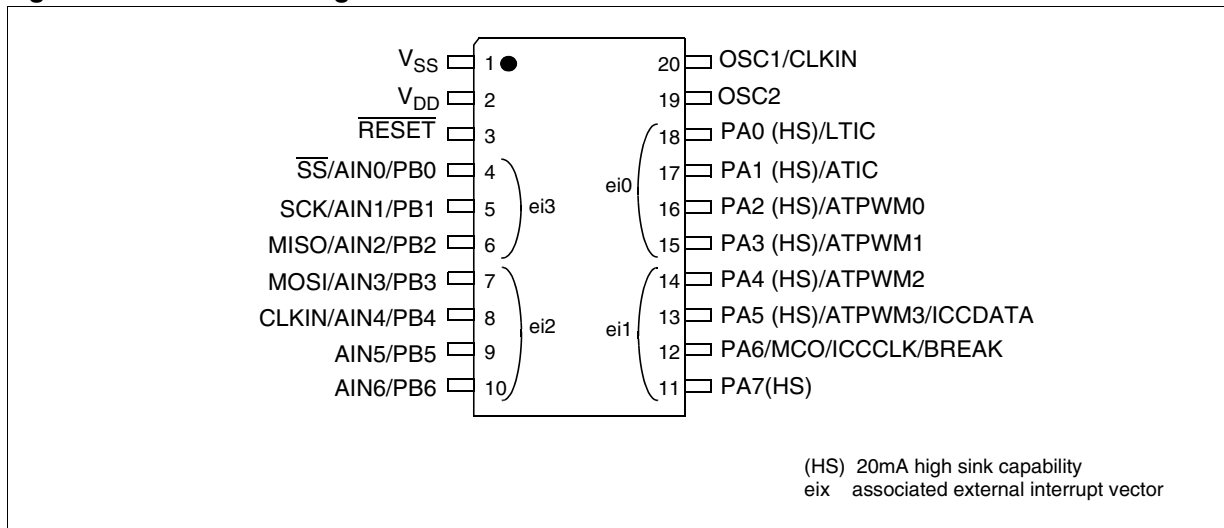 V_SS 1 20 OSC1/CLKIN
V_DD 2 19 OSC2
RESET 3 18 PA0 (HS)/LTIC
SS/AIN0/PB0 4 17 PA1 (HS)/ATIC
ei3 ei0
SCK/AIN1/PB1 5 16 PA2 (HS)/ATPWM0
MISO/AIN2/PB2 6 15 PA3 (HS)/ATPWM1
MOSI/AIN3/PB3 7 14 PA4 (HS)/ATPWM2
CLKIN/AIN4/PB4 8 13 PA5 (HS)/ATPWM3/ICCDATA
ei2 ei1
AIN5/PB5 9 12 PA6/MCO/ICCCLK/BREAK
AIN6/PB6 10 11 PA7(HS)
(HS) 20mA high sink capability
eix associated external interrupt vector